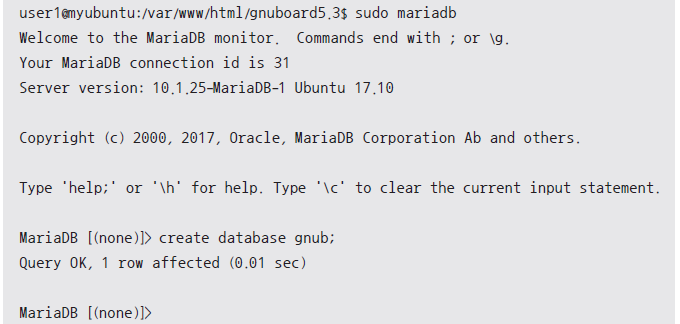 user1@myubuntu:/var/www/html/gnuboard5.3$ sudo mariadb
Welcome to the MariaDB monitor.  Commands end with ; or \g.
Your MariaDB connection id is 31
Server version: 10.1.25-MariaDB-1 Ubuntu 17.10
Copyright (c) 2000, 2017, Oracle, MariaDB Corporation Ab and others.
Type 'help;' or '\h' for help. Type '\c' to clear the current input statement.
MariaDB [(none)]> create database gnub;
Query OK, 1 row affected (0.01 sec)
MariaDB [(none)]>